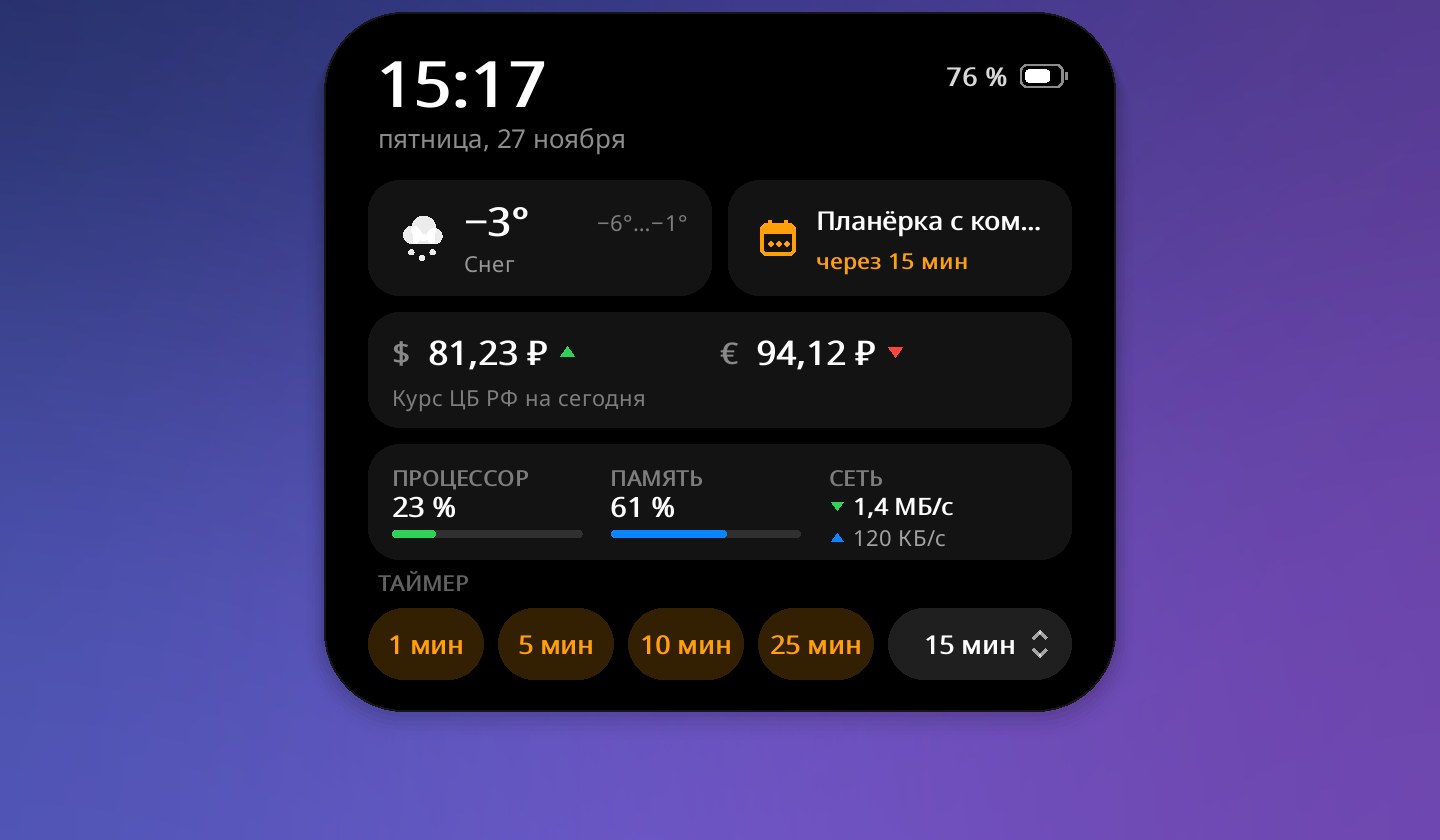 15:17
76 %
пятница, 27 ноября
−3°
−6°…−1°
Снег
Планёрка с ком…
через 15 мин
$ 81,23 ₽
€ 94,12 ₽
Курс ЦБ РФ на сегодня
ПРОЦЕССОР
23 %
ПАМЯТЬ
61 %
СЕТЬ
1,4 МБ/с
120 КБ/с
ТАЙМЕР
1 мин
5 мин
10 мин
25 мин
15 мин